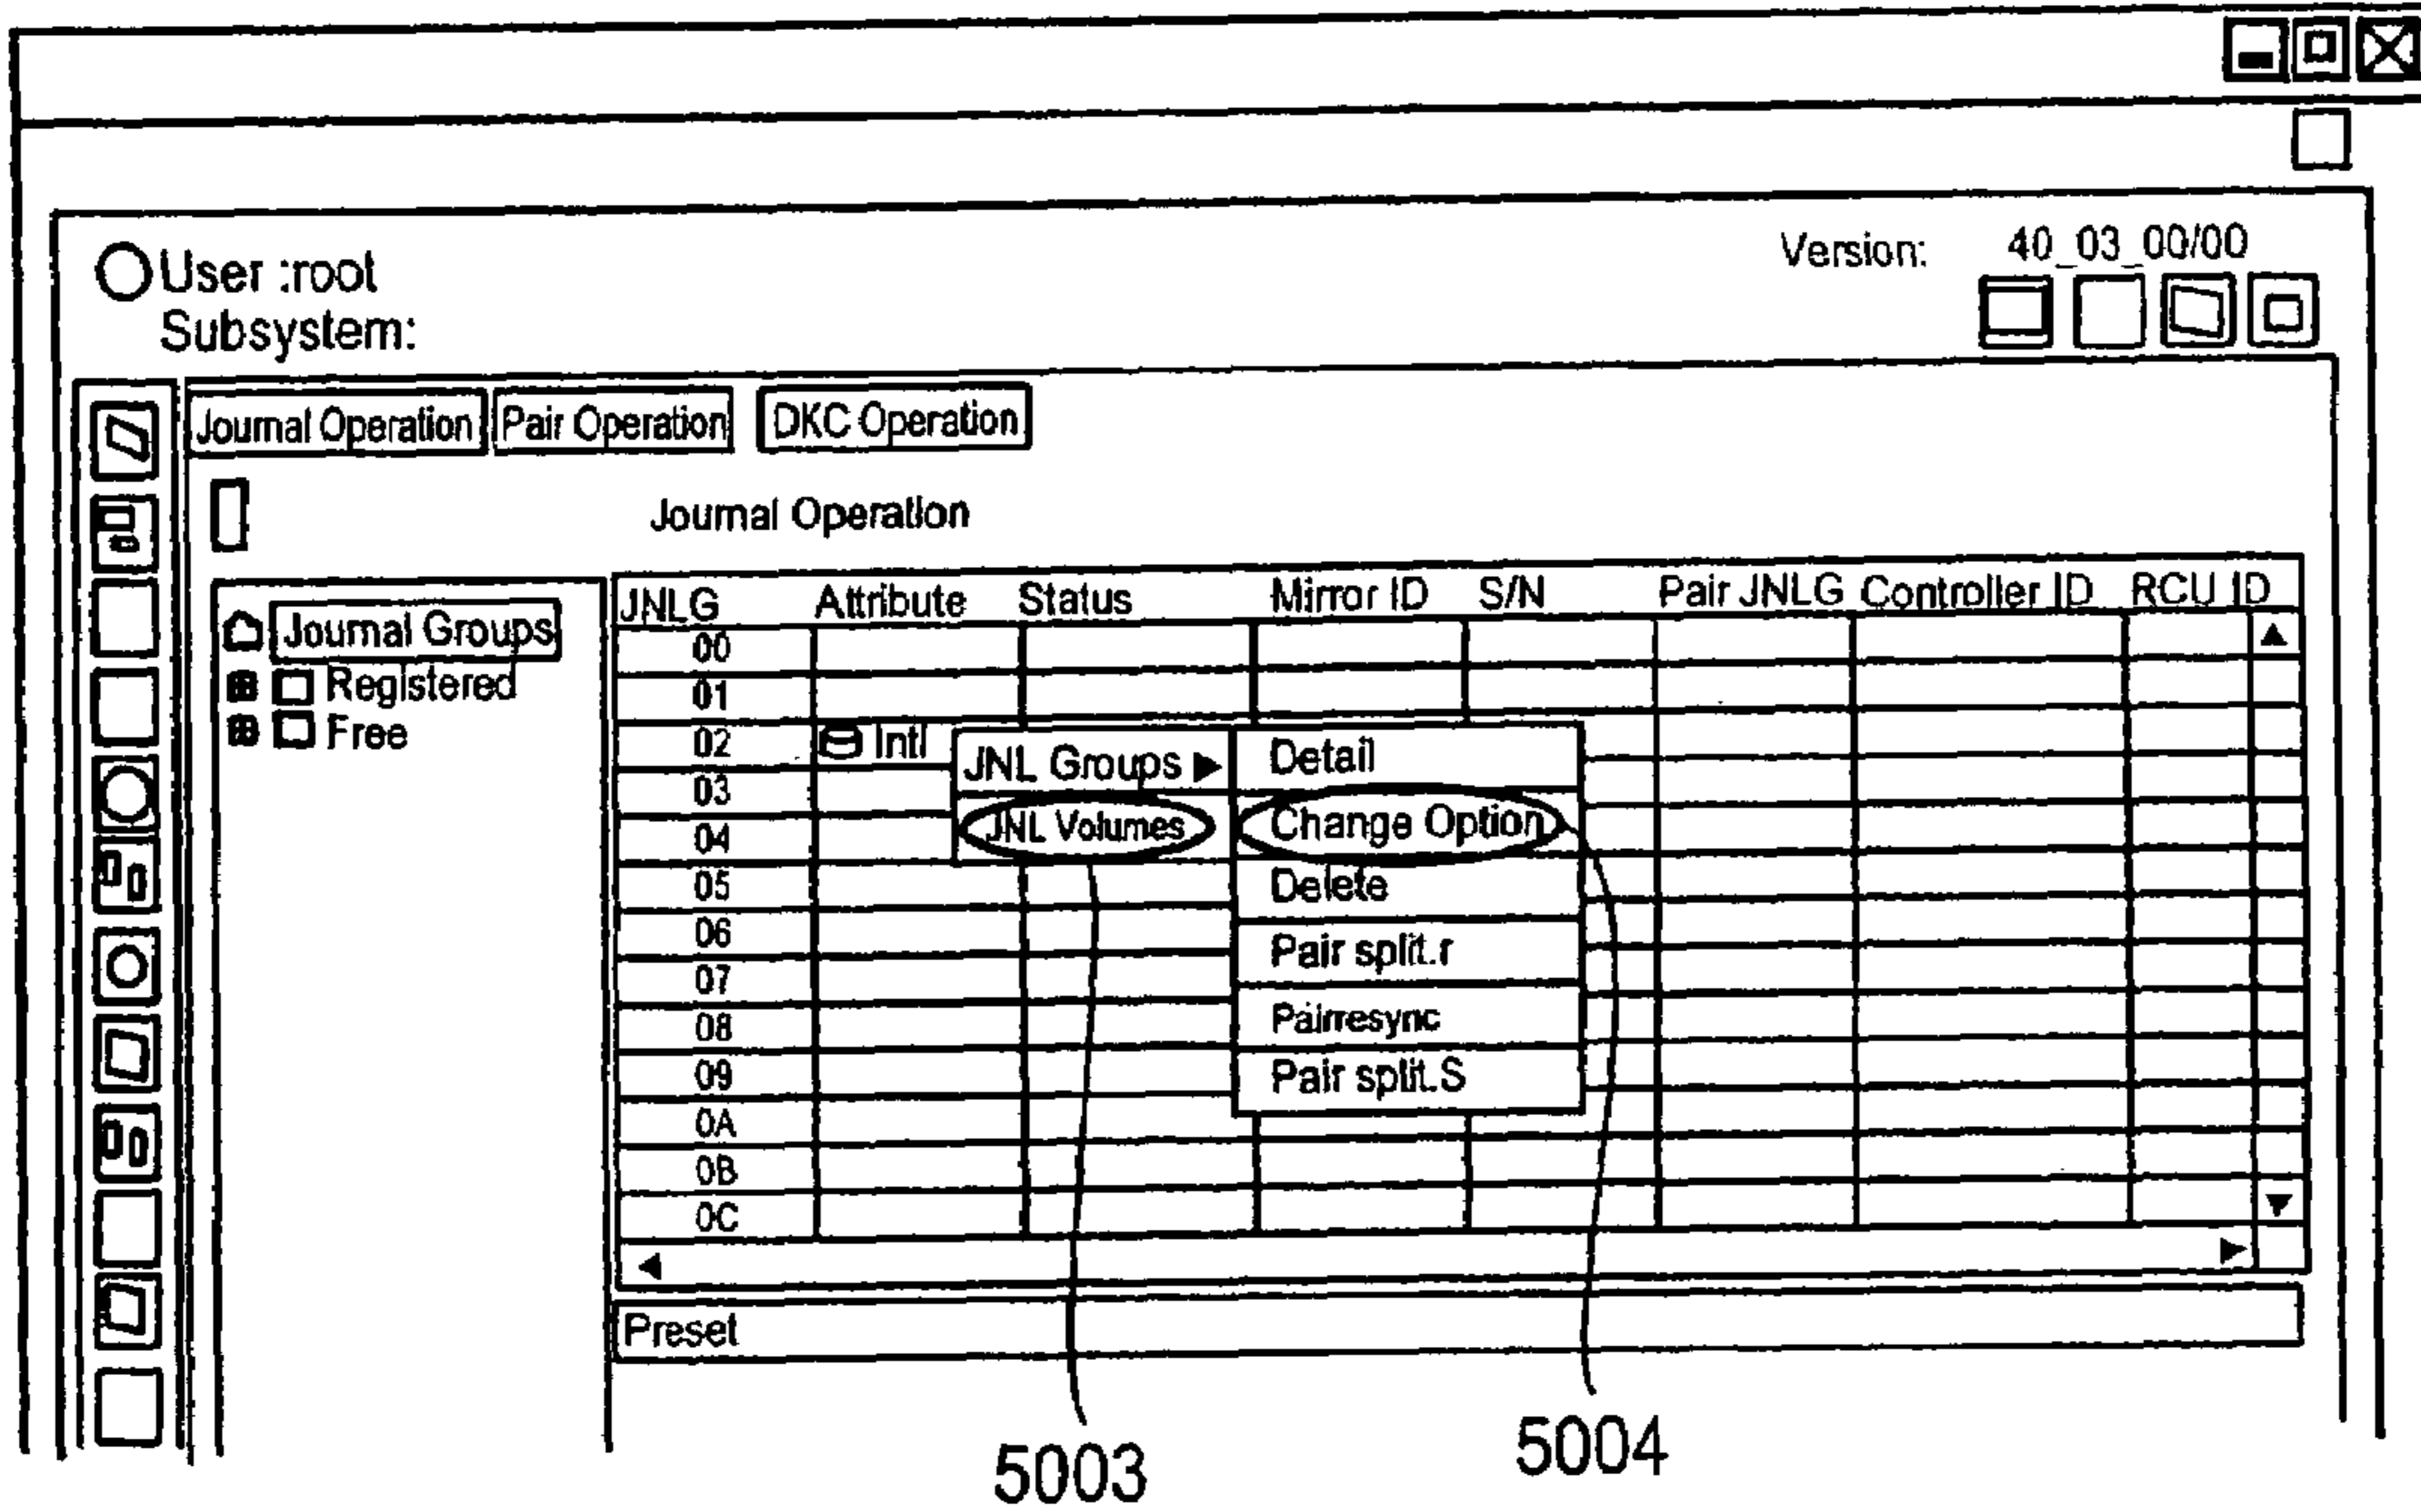 User :root
Version: 40_03_00/00
Subsystem:
Journal Operation Pair Operation DKC Operation
Journal Operation
Journal Groups
Registered
Free
JNLG Attribute Status Mirror ID S/N Pair JNLG Controller ID RCU ID
00
01
02 Intl
03
04
05
06
07
08
09
0A
0B
0C
JNL Groups
JNL Volumes
Detail
Change Option
Delete
Pair split.r
Pairresync
Pair split.S
Preset
5003
5004